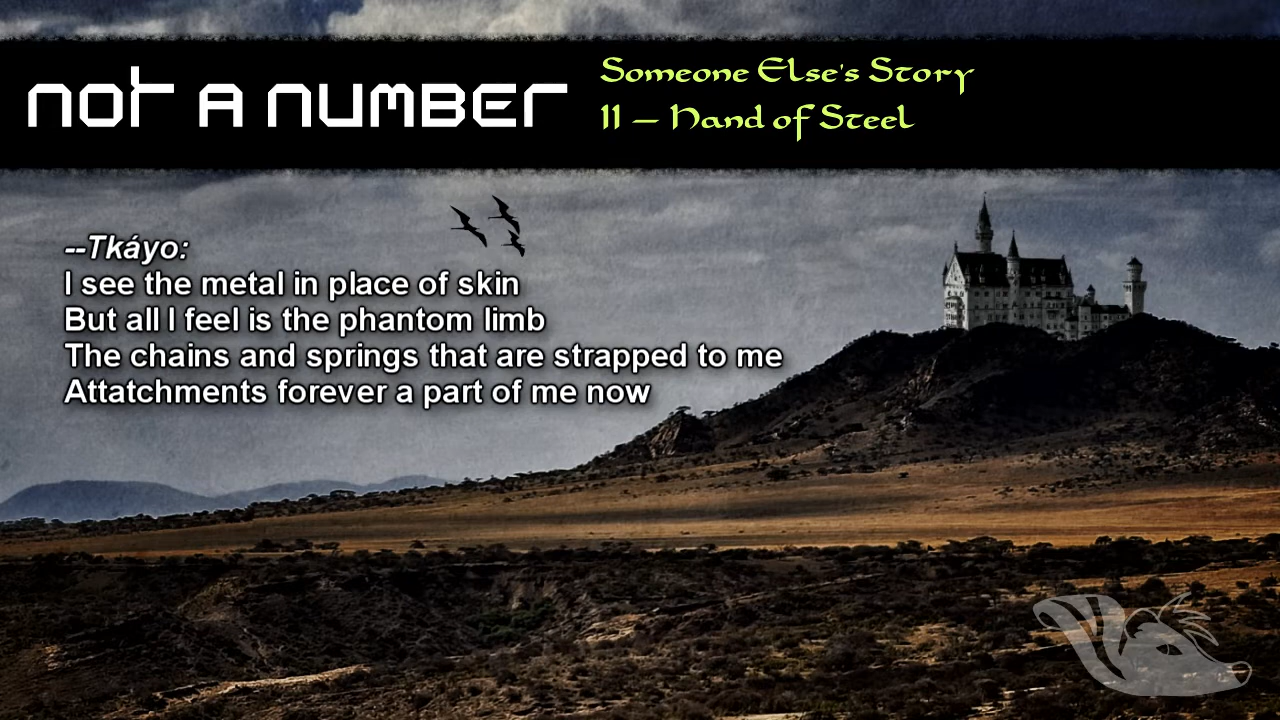 not a number
Someone Else's Story
II – Hand of Steel
--Tkáyo:
I see the metal in place of skin
But all I feel is the phantom limb
The chains and springs that are strapped to me
Attatchments forever a part of me now